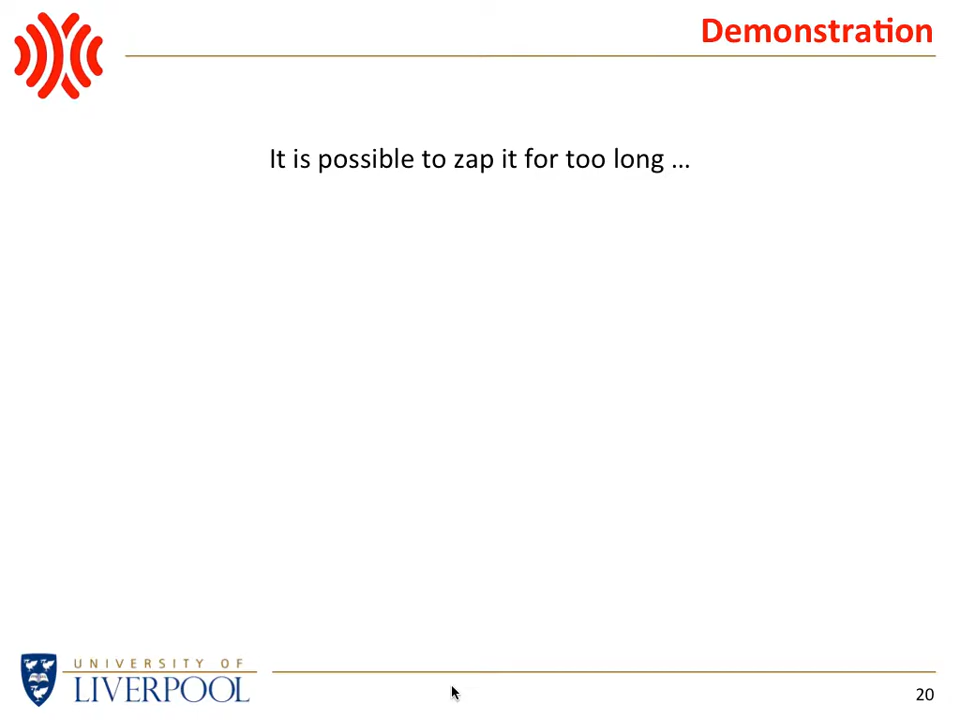 Demonstration
It is possible to zap it for too long ...
UNIVERSITY OF
LIVERPOOL
20